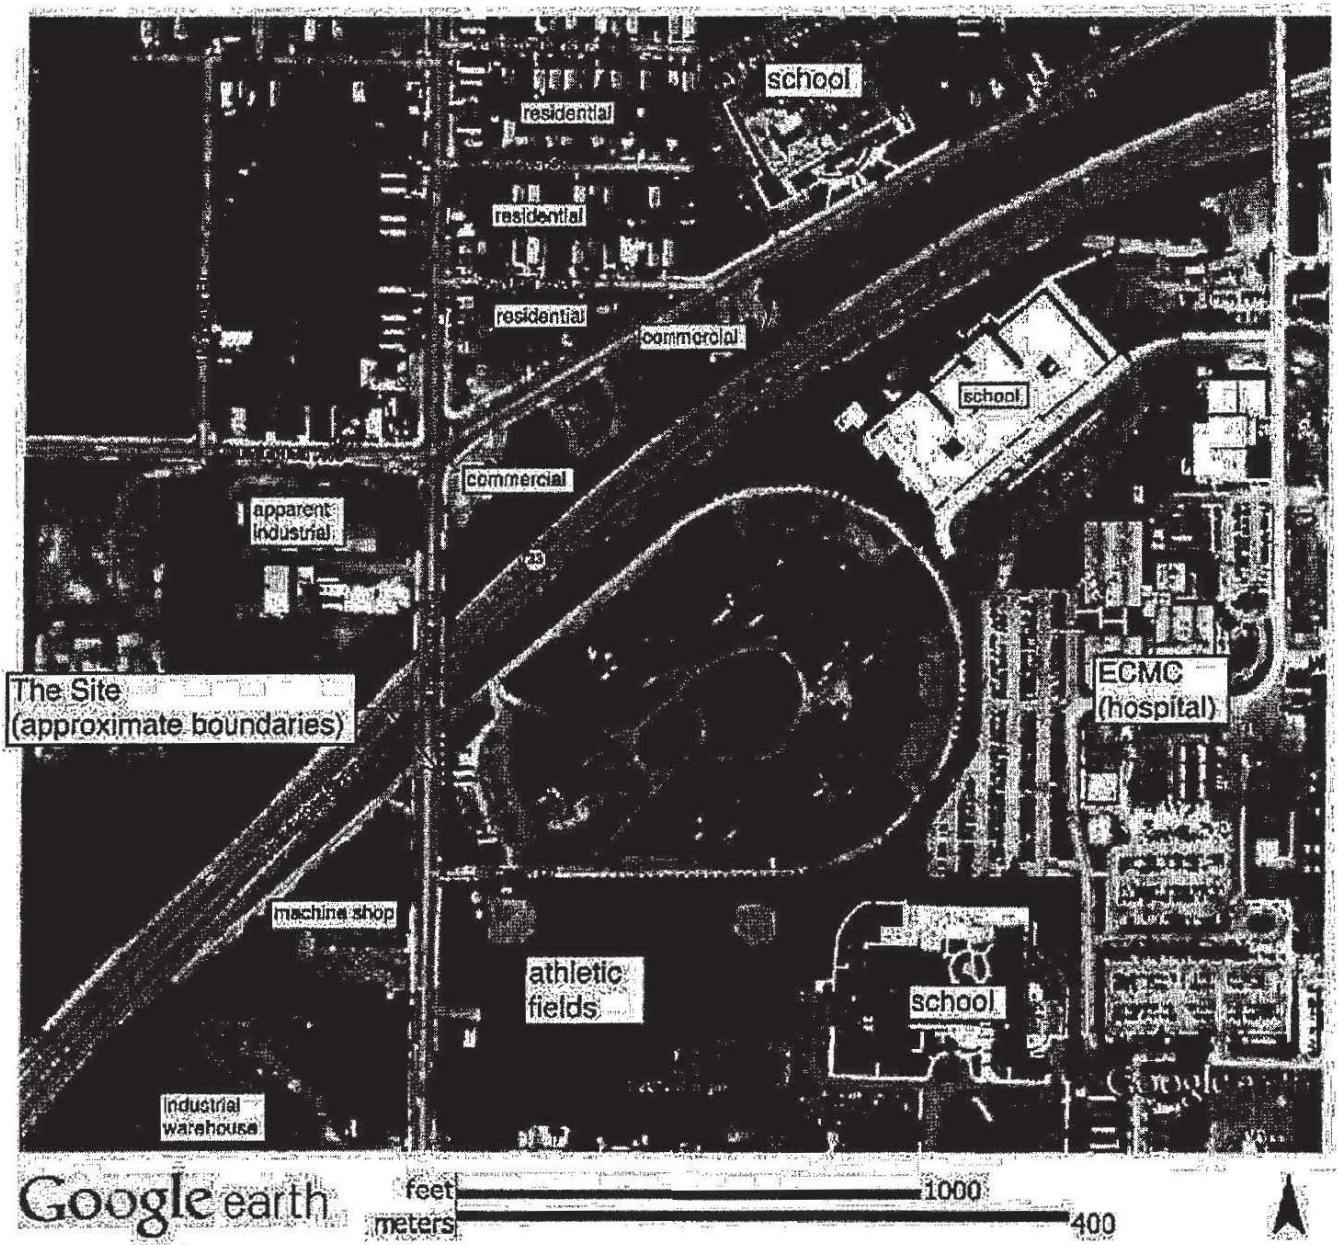 school
residential
residential
residential
commercial
school
commercial
apparent
industrial
23
The Site
(approximate boundaries)
ECMC
(hospital)
machine shop
athletic
fields
school
Google
industrial
warehouse
Google earth
feet 1000
meters 400